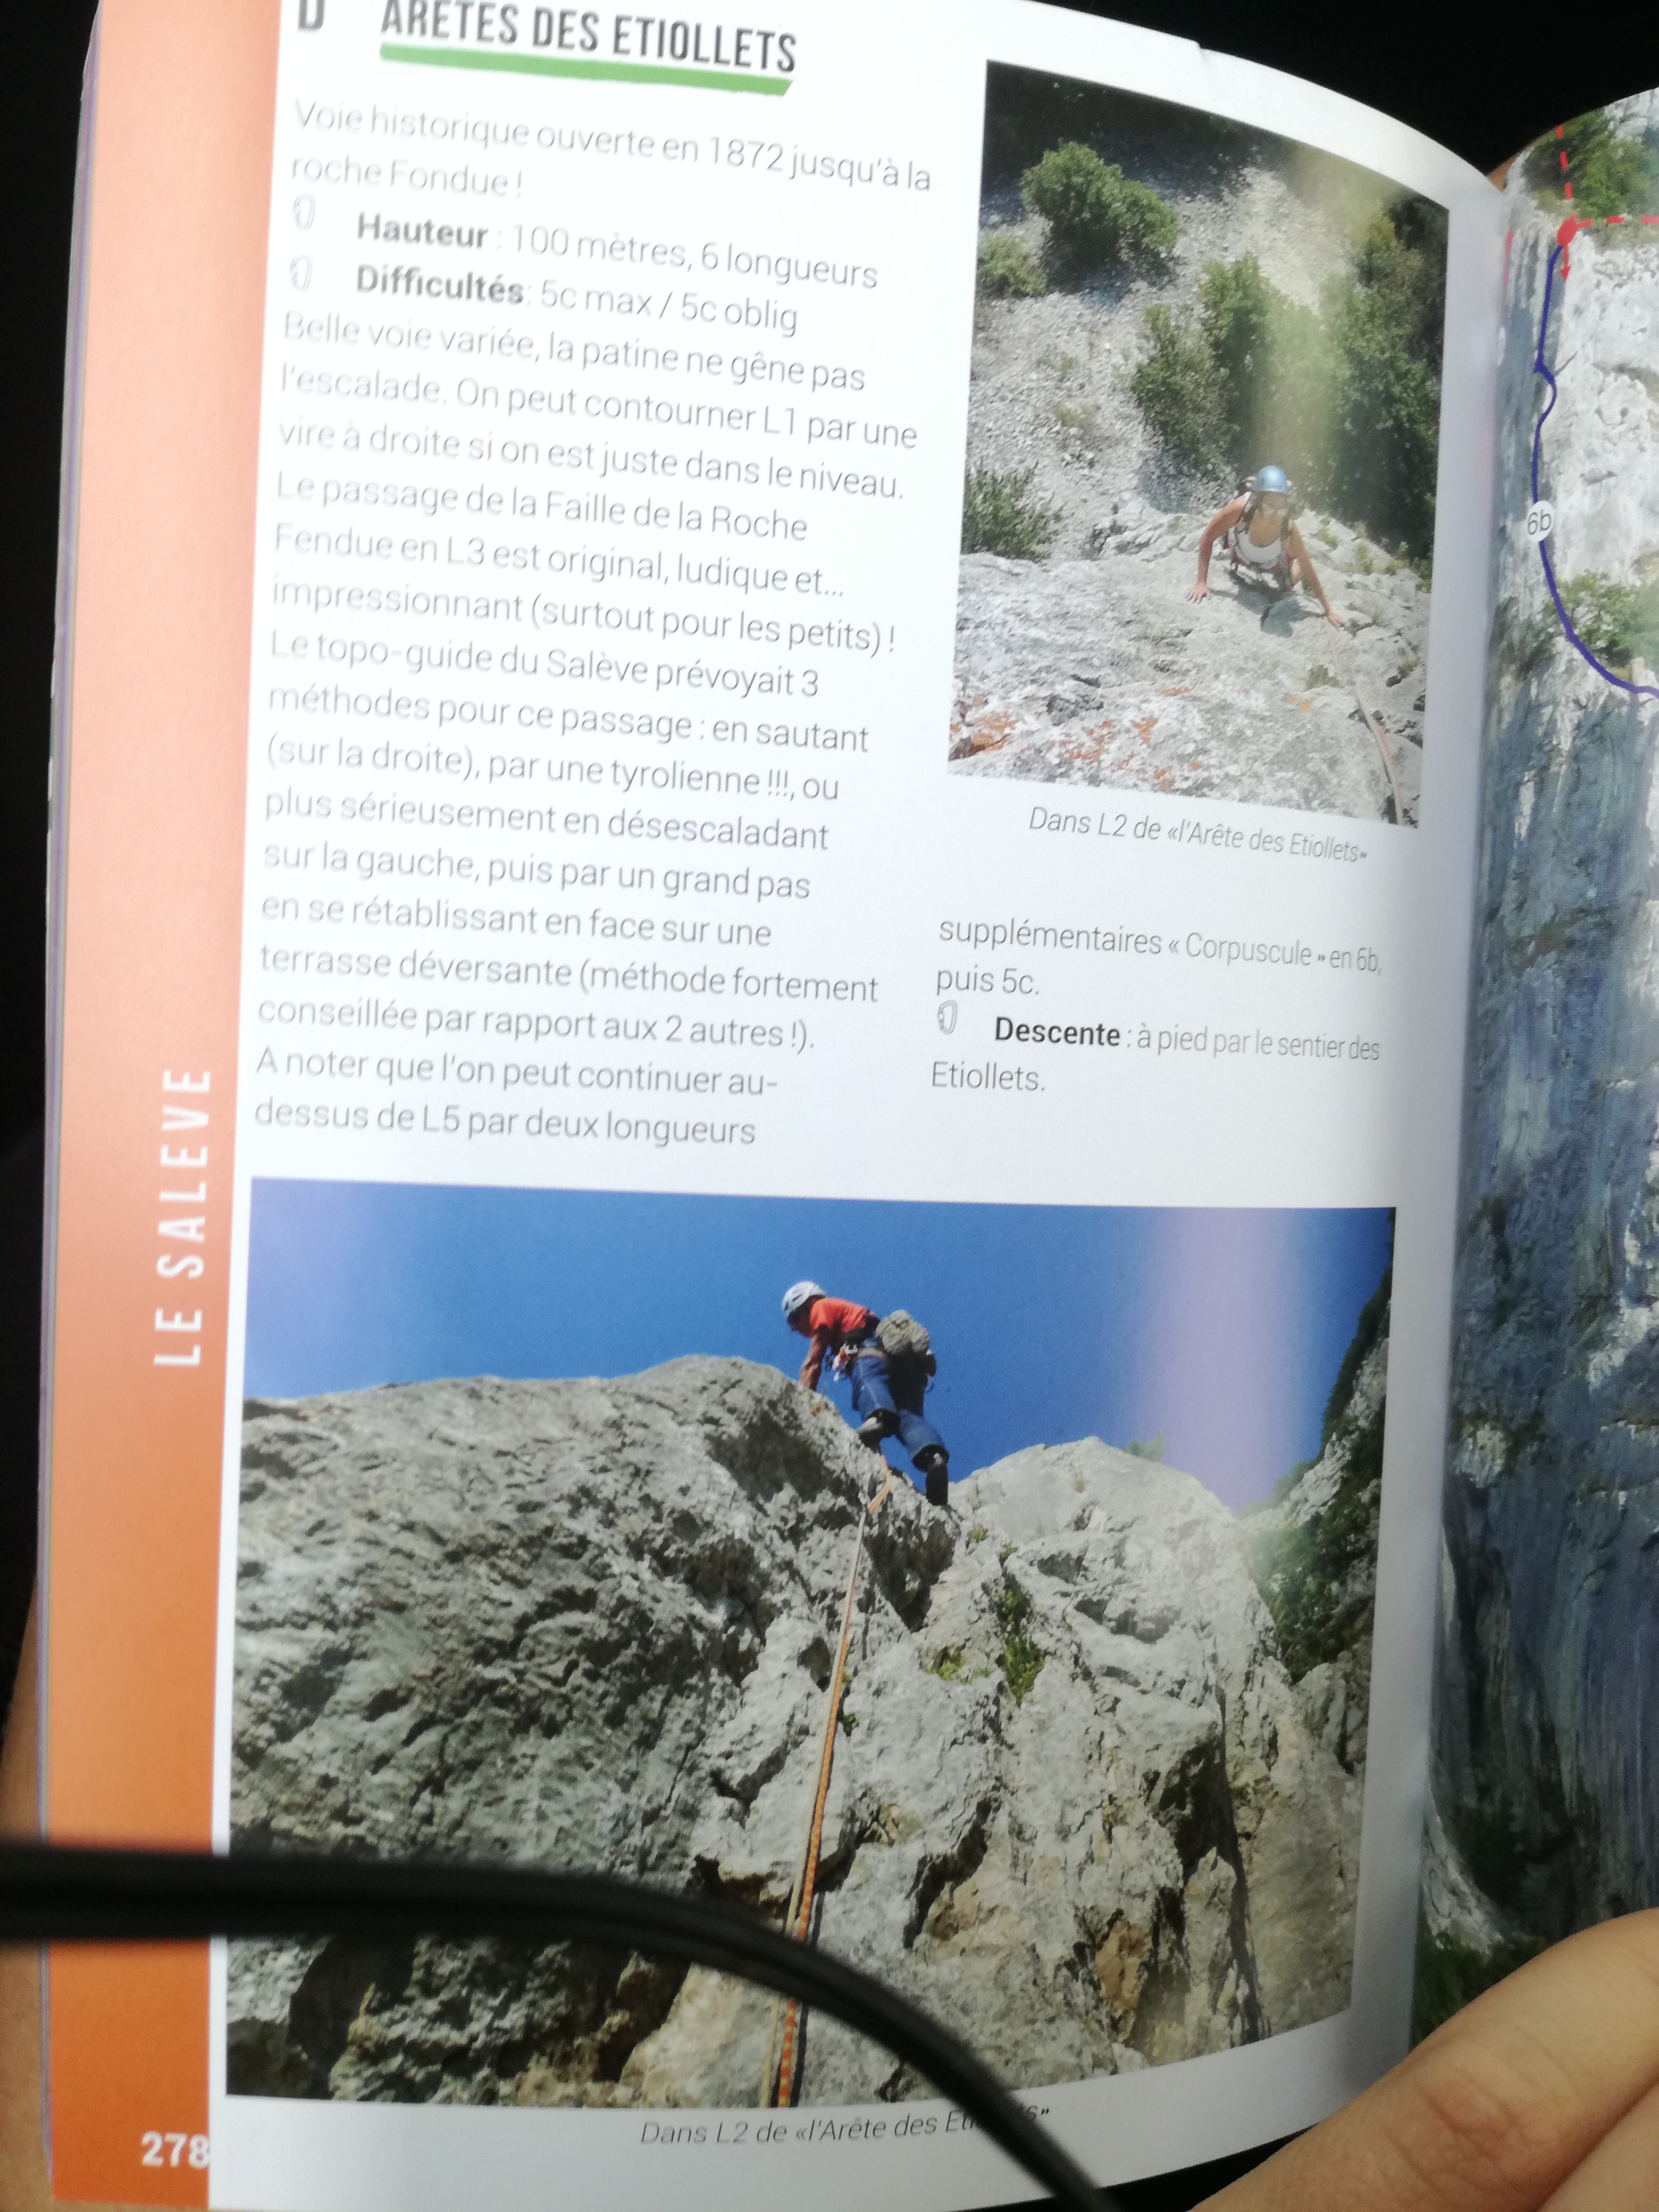 D ARÊTES DES ETIOLLETS
Voie historique ouverte en 1872 jusqu'à la
roche Fondue !
Hauteur : 100 mètres, 6 longueurs
Difficultés: 5c max / 5c oblig
Belle voie variée, la patine ne gêne pas
l'escalade. On peut contourner L1 par une
vire à droite si on est juste dans le niveau.
Le passage de la Faille de la Roche
Fendue en L3 est original, ludique et...
impressionnant (surtout pour les petits) !
Le topo-guide du Salève prévoyait 3
méthodes pour ce passage : en sautant
(sur la droite), par une tyrolienne !!!, ou
plus sérieusement en désescaladant
sur la gauche, puis par un grand pas
en se rétablissant en face sur une
terrasse déversante (méthode fortement
conseillée par rapport aux 2 autres !).
A noter que l'on peut continuer au-
dessus de L5 par deux longueurs
Dans L2 de «l'Arête des Etiollets»
supplémentaires « Corpuscule » en 6b,
puis 5c.
Descente : à pied par le sentier des
Etiollets.
Dans L2 de «l'Arête des
LE SALEVE
278
6b